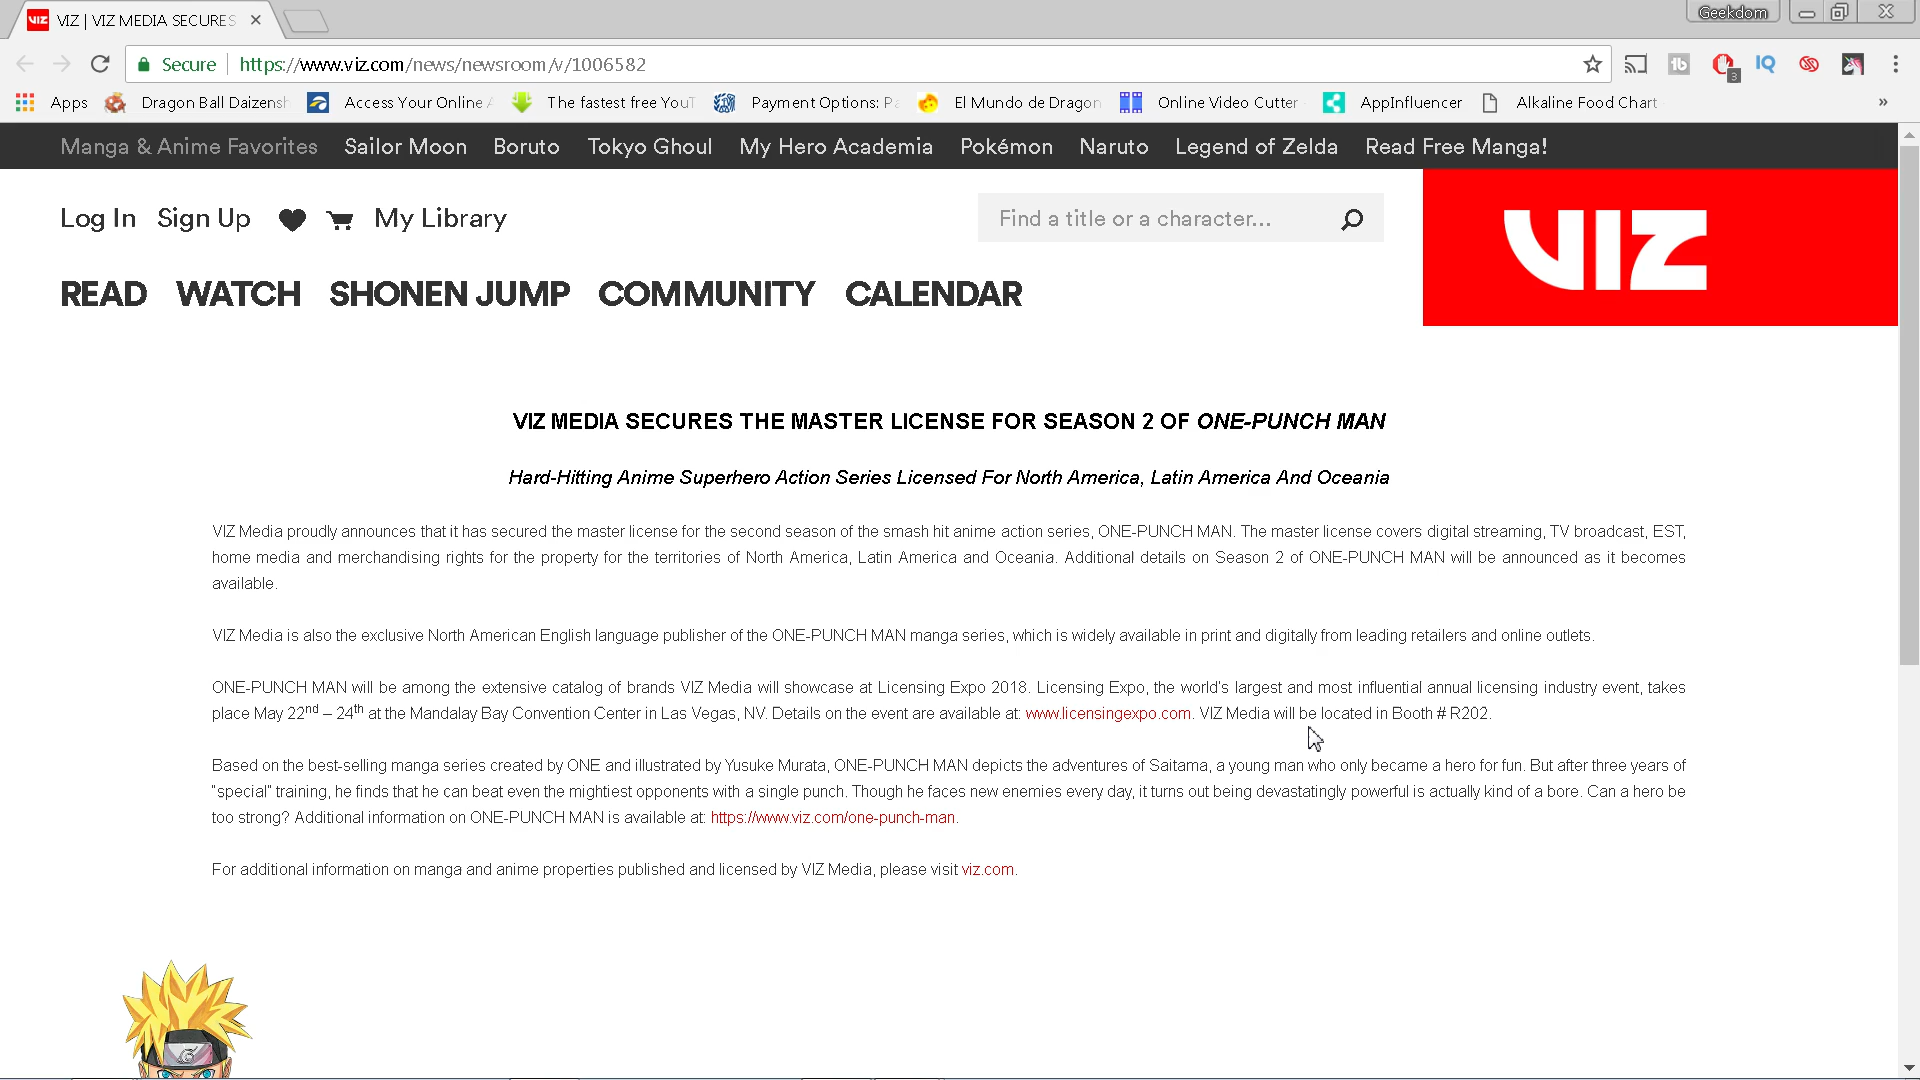 VIZ | VIZ MEDIA SECURES
Geekdom
Secure https://www.viz.com/news/newsroom/v/1006582
3
Apps Dragon Ball Daizensh Access Your Online A The fastest free YouT Payment Options: Pa El Mundo de Dragon Online Video Cutter AppInfluencer Alkaline Food Chart »
Manga & Anime Favorites Sailor Moon Boruto Tokyo Ghoul My Hero Academia Pokémon Naruto Legend of Zelda Read Free Manga!
Log In Sign Up My Library
Find a title or a character...
VIZ
READ WATCH SHONEN JUMP COMMUNITY CALENDAR
VIZ MEDIA SECURES THE MASTER LICENSE FOR SEASON 2 OF ONE-PUNCH MAN
Hard-Hitting Anime Superhero Action Series Licensed For North America, Latin America And Oceania
VIZ Media proudly announces that it has secured the master license for the second season of the smash hit anime action series, ONE-PUNCH MAN. The master license covers digital streaming, TV broadcast, EST,
home media and merchandising rights for the property for the territories of North America, Latin America and Oceania. Additional details on Season 2 of ONE-PUNCH MAN will be announced as it becomes
available.
VIZ Media is also the exclusive North American English language publisher of the ONE-PUNCH MAN manga series, which is widely available in print and digitally from leading retailers and online outlets.
ONE-PUNCH MAN will be among the extensive catalog of brands VIZ Media will showcase at Licensing Expo 2018. Licensing Expo, the world's largest and most influential annual licensing industry event, takes
place May 22nd – 24th at the Mandalay Bay Convention Center in Las Vegas, NV. Details on the event are available at: www.licensingexpo.com. VIZ Media will be located in Booth # R202.
Based on the best-selling manga series created by ONE and illustrated by Yusuke Murata, ONE-PUNCH MAN depicts the adventures of Saitama, a young man who only became a hero for fun. But after three years of
"special" training, he finds that he can beat even the mightiest opponents with a single punch. Though he faces new enemies every day, it turns out being devastatingly powerful is actually kind of a bore. Can a hero be
too strong? Additional information on ONE-PUNCH MAN is available at: https://www.viz.com/one-punch-man.
For additional information on manga and anime properties published and licensed by VIZ Media, please visit viz.com.